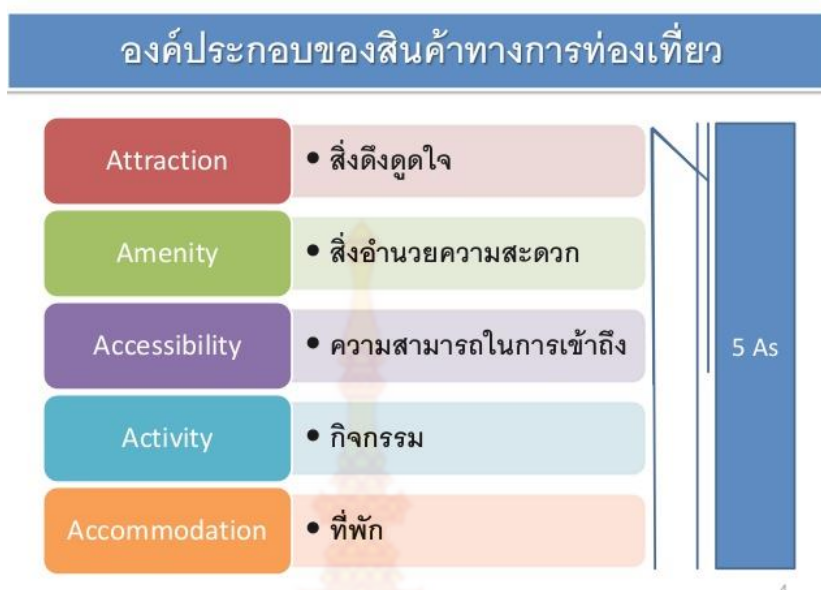 องค์ประกอบของสินค้าทางการท่องเที่ยว
Attraction
• สิ่งดึงดูดใจ
Amenity
• สิ่งอำนวยความสะดวก
Accessibility
• ความสามารถในการเข้าถึง
Activity
• กิจกรรม
Accommodation
• ที่พัก
5 As